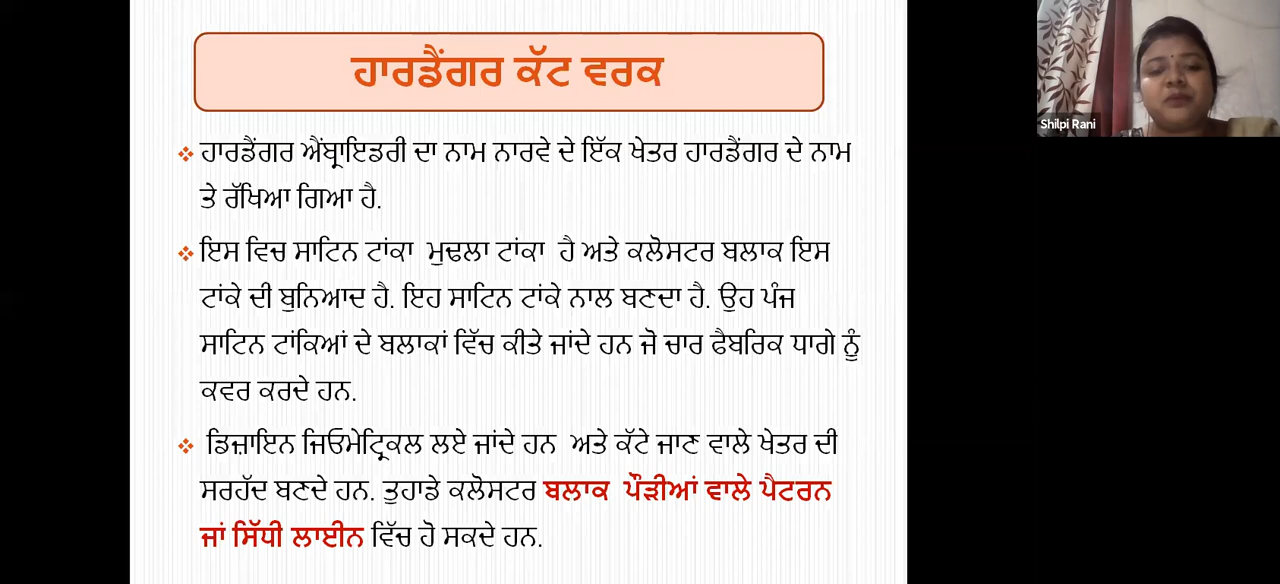 ਹਾਰਡੈਂਗਰ ਕੱਟ ਵਰਕ
Shilpi Rani
❖ ਹਾਰਡੈਂਗਰ ਐਂਬ੍ਰਾਇਡਰੀ ਦਾ ਨਾਮ ਨਾਰਵੇ ਦੇ ਇੱਕ ਖੇਤਰ ਹਾਰਡੈਂਗਰ ਦੇ ਨਾਮ
ਤੇ ਰੱਖਿਆ ਗਿਆ ਹੈ.
❖ ਇਸ ਵਿਚ ਸਾਟਿਨ ਟਾਂਕਾ ਮੁਢਲਾ ਟਾਂਕਾ ਹੈ ਅਤੇ ਕਲੋਸਟਰ ਬਲਾਕ ਇਸ
ਟਾਂਕੇ ਦੀ ਬੁਨਿਆਦ ਹੈ. ਇਹ ਸਾਟਿਨ ਟਾਂਕੇ ਨਾਲ ਬਣਦਾ ਹੈ. ਉਹ ਪੰਜ
ਸਾਟਿਨ ਟਾਂਕਿਆਂ ਦੇ ਬਲਾਕਾਂ ਵਿੱਚ ਕੀਤੇ ਜਾਂਦੇ ਹਨ ਜੋ ਚਾਰ ਫੈਬਰਿਕ ਧਾਗੇ ਨੂੰ
ਕਵਰ ਕਰਦੇ ਹਨ.
❖ ਡਿਜ਼ਾਇਨ ਜਿਓਮੇਟ੍ਰਿਕਲ ਲਏ ਜਾਂਦੇ ਹਨ ਅਤੇ ਕੱਟੇ ਜਾਣ ਵਾਲੇ ਖੇਤਰ ਦੀ
ਸਰਹੱਦ ਬਣਦੇ ਹਨ. ਤੁਹਾਡੇ ਕਲੋਸਟਰ ਬਲਾਕ ਪੌੜੀਆਂ ਵਾਲੇ ਪੈਟਰਨ
ਜਾਂ ਸਿੱਧੀ ਲਾਈਨ ਵਿੱਚ ਹੋ ਸਕਦੇ ਹਨ.